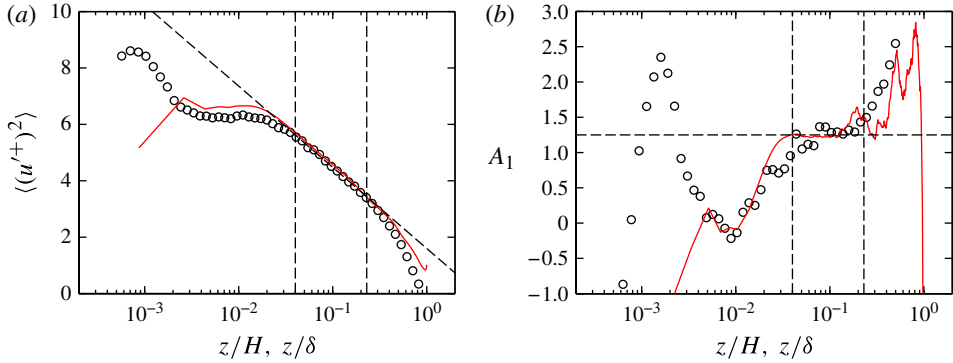 (a)
10
8
6
4
2
0
⟨(u′⁺)²⟩
10⁻³ 10⁻² 10⁻¹ 10⁰
z/H, z/δ
(b)
3.0
2.5
2.0
1.5
1.0
0.5
0
−0.5
−1.0
A₁
10⁻³ 10⁻² 10⁻¹ 10⁰
z/H, z/δ